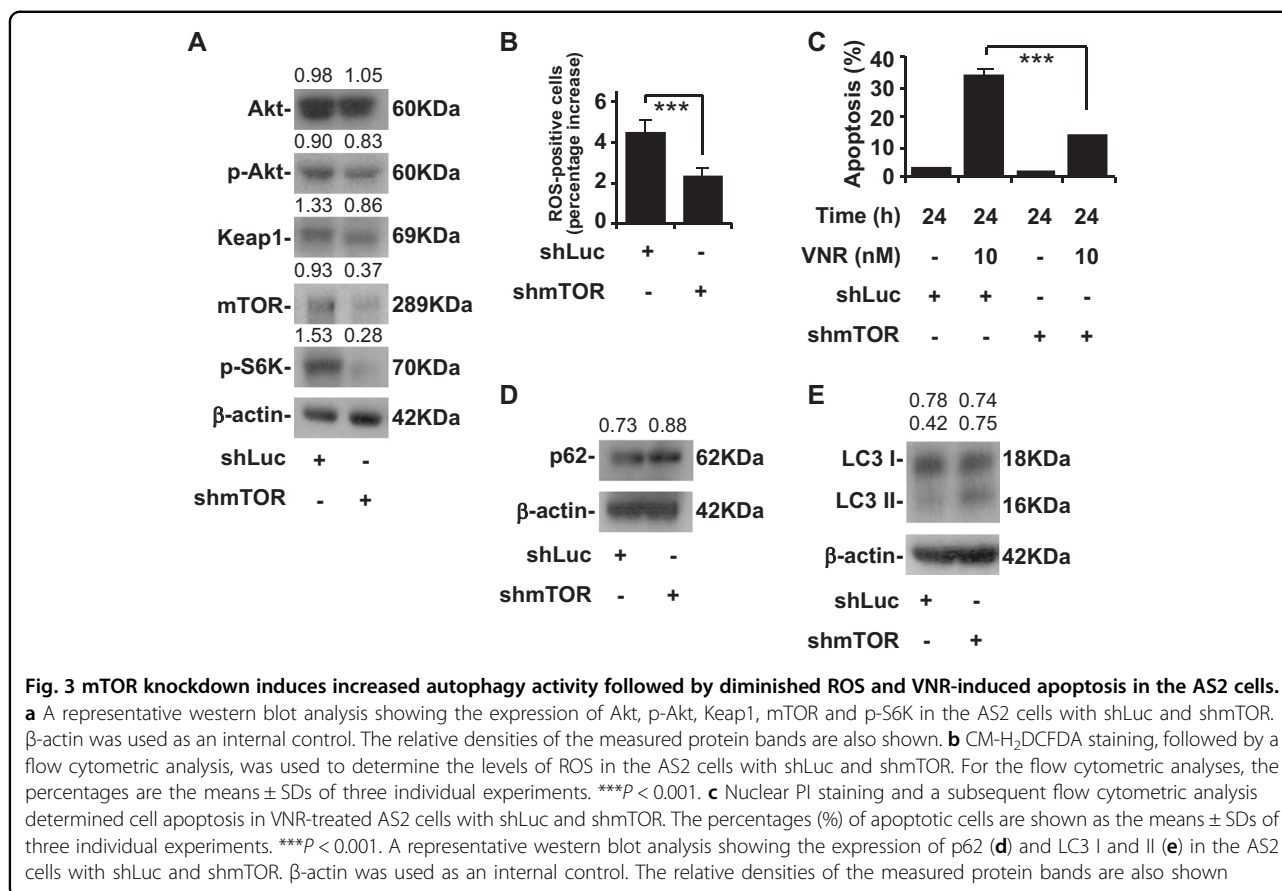 A
0.98 1.05
Akt- 60KDa
0.90 0.83
p-Akt- 60KDa
1.33 0.86
Keap1- 69KDa
0.93 0.37
mTOR- 289KDa
1.53 0.28
p-S6K- 70KDa
β-actin- 42KDa
shLuc + -
shmTOR - +
B
ROS-positive cells
(percentage increase)
6
4
2
0
***
shLuc + -
shmTOR - +
C
Apoptosis (%)
40
30
20
10
0
***
Time (h) 24 24 24 24
VNR (nM) - 10 - 10
shLuc + + - -
shmTOR - - + +
D
0.73 0.88
p62- 62KDa
β-actin- 42KDa
shLuc + -
shmTOR - +
E
0.78 0.74
0.42 0.75
LC3 I- 18KDa
LC3 II- 16KDa
β-actin- 42KDa
shLuc + -
shmTOR - +
Fig. 3 mTOR knockdown induces increased autophagy activity followed by diminished ROS and VNR-induced apoptosis in the AS2 cells.
a A representative western blot analysis showing the expression of Akt, p-Akt, Keap1, mTOR and p-S6K in the AS2 cells with shLuc and shmTOR.
β-actin was used as an internal control. The relative densities of the measured protein bands are also shown. b CM-H₂DCFDA staining, followed by a
flow cytometric analysis, was used to determine the levels of ROS in the AS2 cells with shLuc and shmTOR. For the flow cytometric analyses, the
percentages are the means ± SDs of three individual experiments. ***P < 0.001. c Nuclear PI staining and a subsequent flow cytometric analysis
determined cell apoptosis in VNR-treated AS2 cells with shLuc and shmTOR. The percentages (%) of apoptotic cells are shown as the means ± SDs of
three individual experiments. ***P < 0.001. A representative western blot analysis showing the expression of p62 (d) and LC3 I and II (e) in the AS2
cells with shLuc and shmTOR. β-actin was used as an internal control. The relative densities of the measured protein bands are also shown